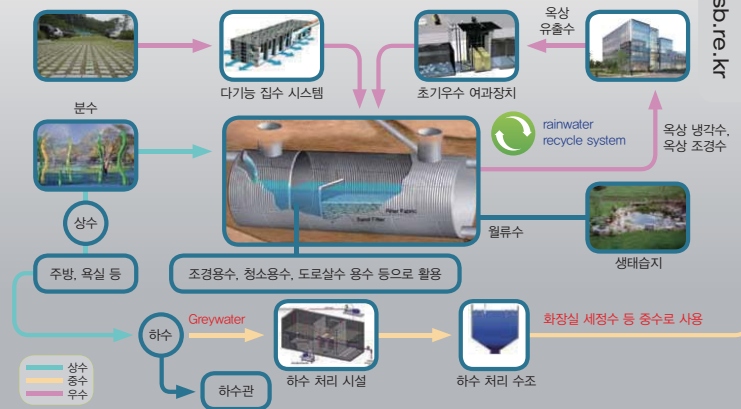 sb.re.kr
옥상
유출수
다기능 집수 시스템
초기우수 여과장치
분수
rainwater
recycle system
옥상 냉각수,
옥상 조경수
Filter Fabric
Sand Filter
상수
월류수
생태습지
주방, 욕실 등
조경용수, 청소용수, 도로살수 용수 등으로 활용
하수
Greywater
화장실 세정수 등 중수로 사용
하수 처리 시설
하수 처리 수조
하수관
상수
중수
우수